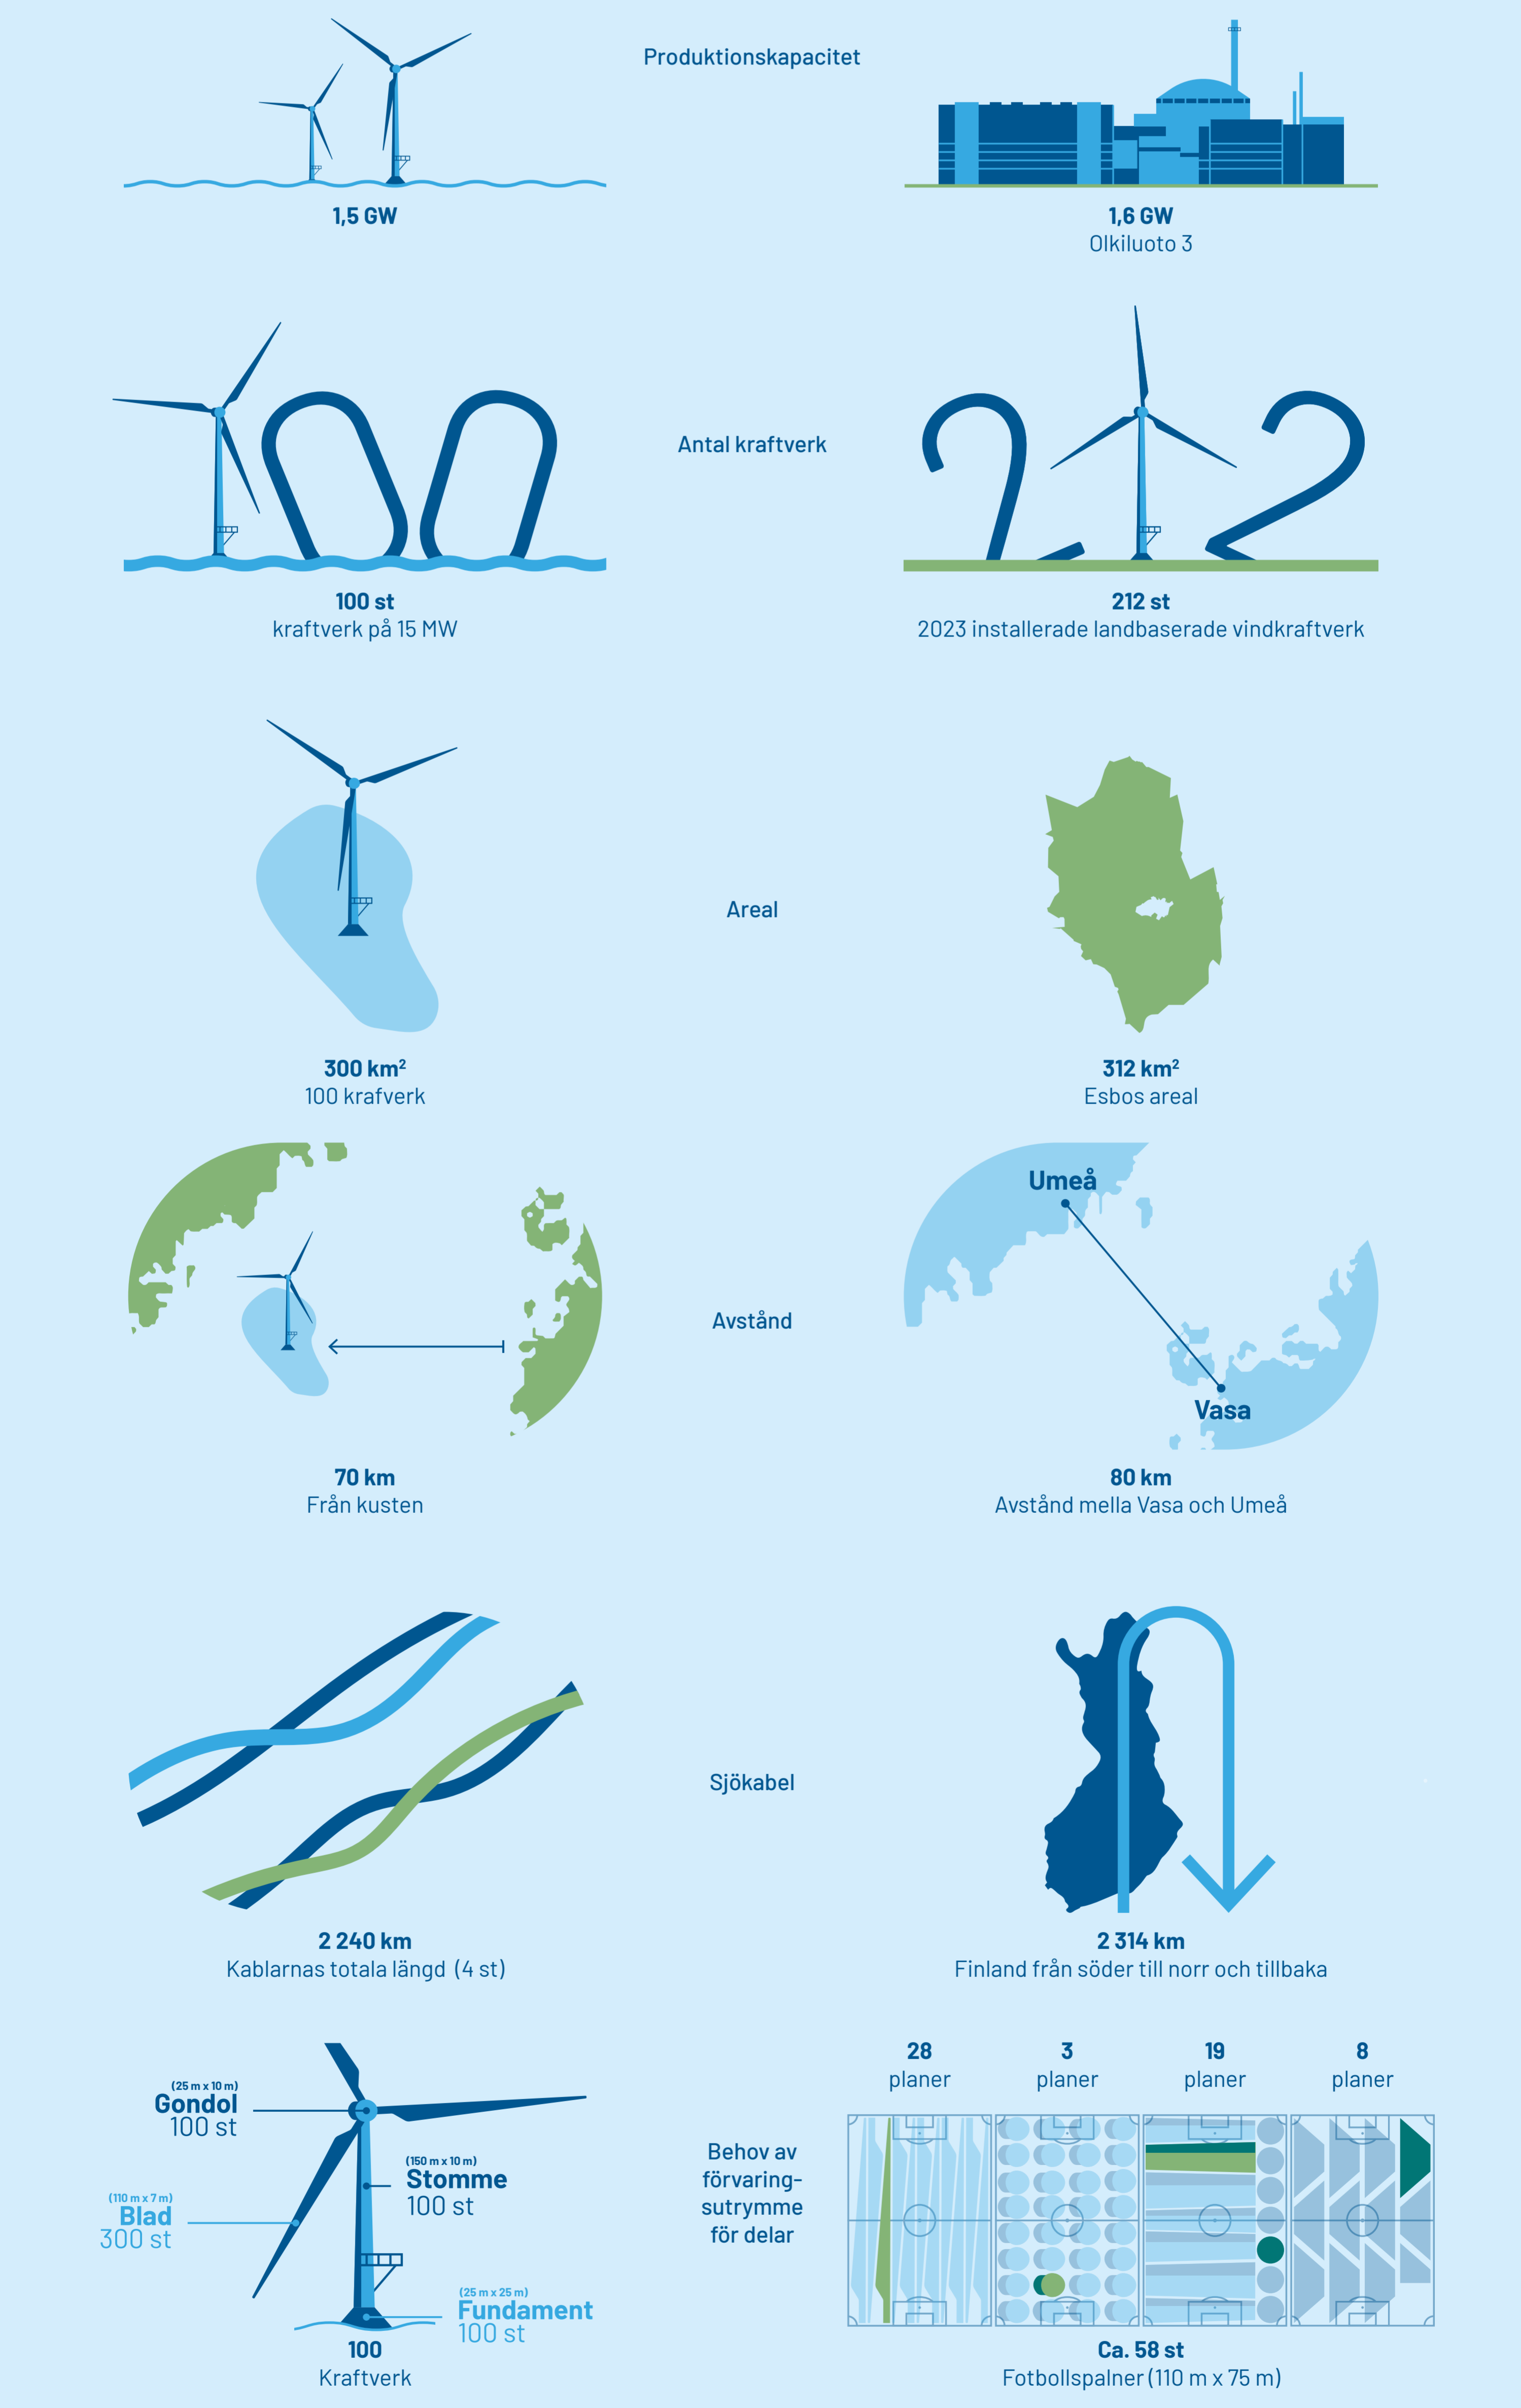 Produktionskapacitet
1,5 GW
1,6 GW
Olkiluoto 3
Antal kraftverk
100 st
kraftverk på 15 MW
212 st
2023 installerade landbaserade vindkraftverk
Areal
300 km²
100 krafverk
312 km²
Esbos areal
Umeå
Vasa
Avstånd
70 km
Från kusten
80 km
Avstånd mella Vasa och Umeå
Sjökabel
2 240 km
Kablarnas totala längd (4 st)
2 314 km
Finland från söder till norr och tillbaka
(25 m x 10 m)
Gondol
100 st
(150 m x 10 m)
Stomme
100 st
(110 m x 7 m)
Blad
300 st
(25 m x 25 m)
Fundament
100 st
100
Kraftverk
Behov av
förvaring-
sutrymme
för delar
28
planer
3
planer
19
planer
8
planer
Ca. 58 st
Fotbollspalner (110 m x 75 m)